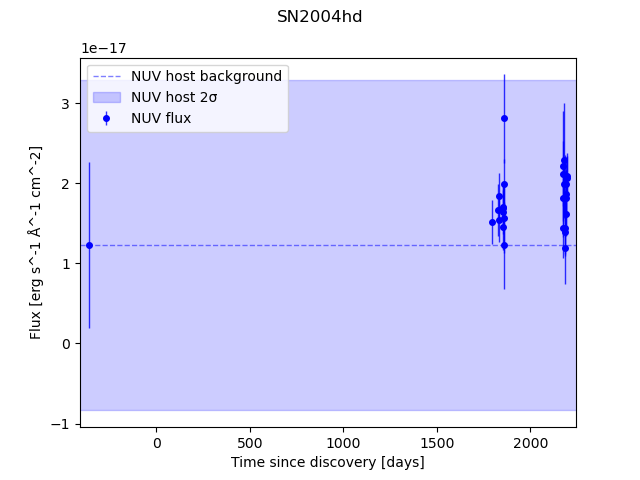 SN2004hd
1e−17
NUV host background
NUV host 2σ
NUV flux
3
2
1
0
−1
Flux [erg s^-1 Å^-1 cm^-2]
0
500
1000
1500
2000
Time since discovery [days]